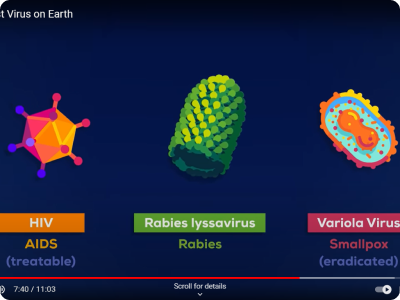 st Virus on Earth
HIV
AIDS
(treatable)
Rabies lyssavirus
Rabies
Variola Virus
Smallpox
(eradicated)
7:40 / 11:03
Scroll for details